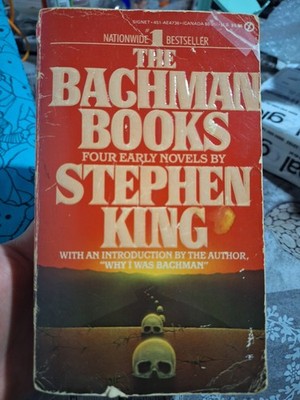 NATIONWIDE #1 BESTSELLER
THE
BACHMAN
BOOKS
FOUR EARLY NOVELS BY
STEPHEN
KING
WITH AN INTRODUCTION BY THE AUTHOR,
"WHY I WAS BACHMAN"